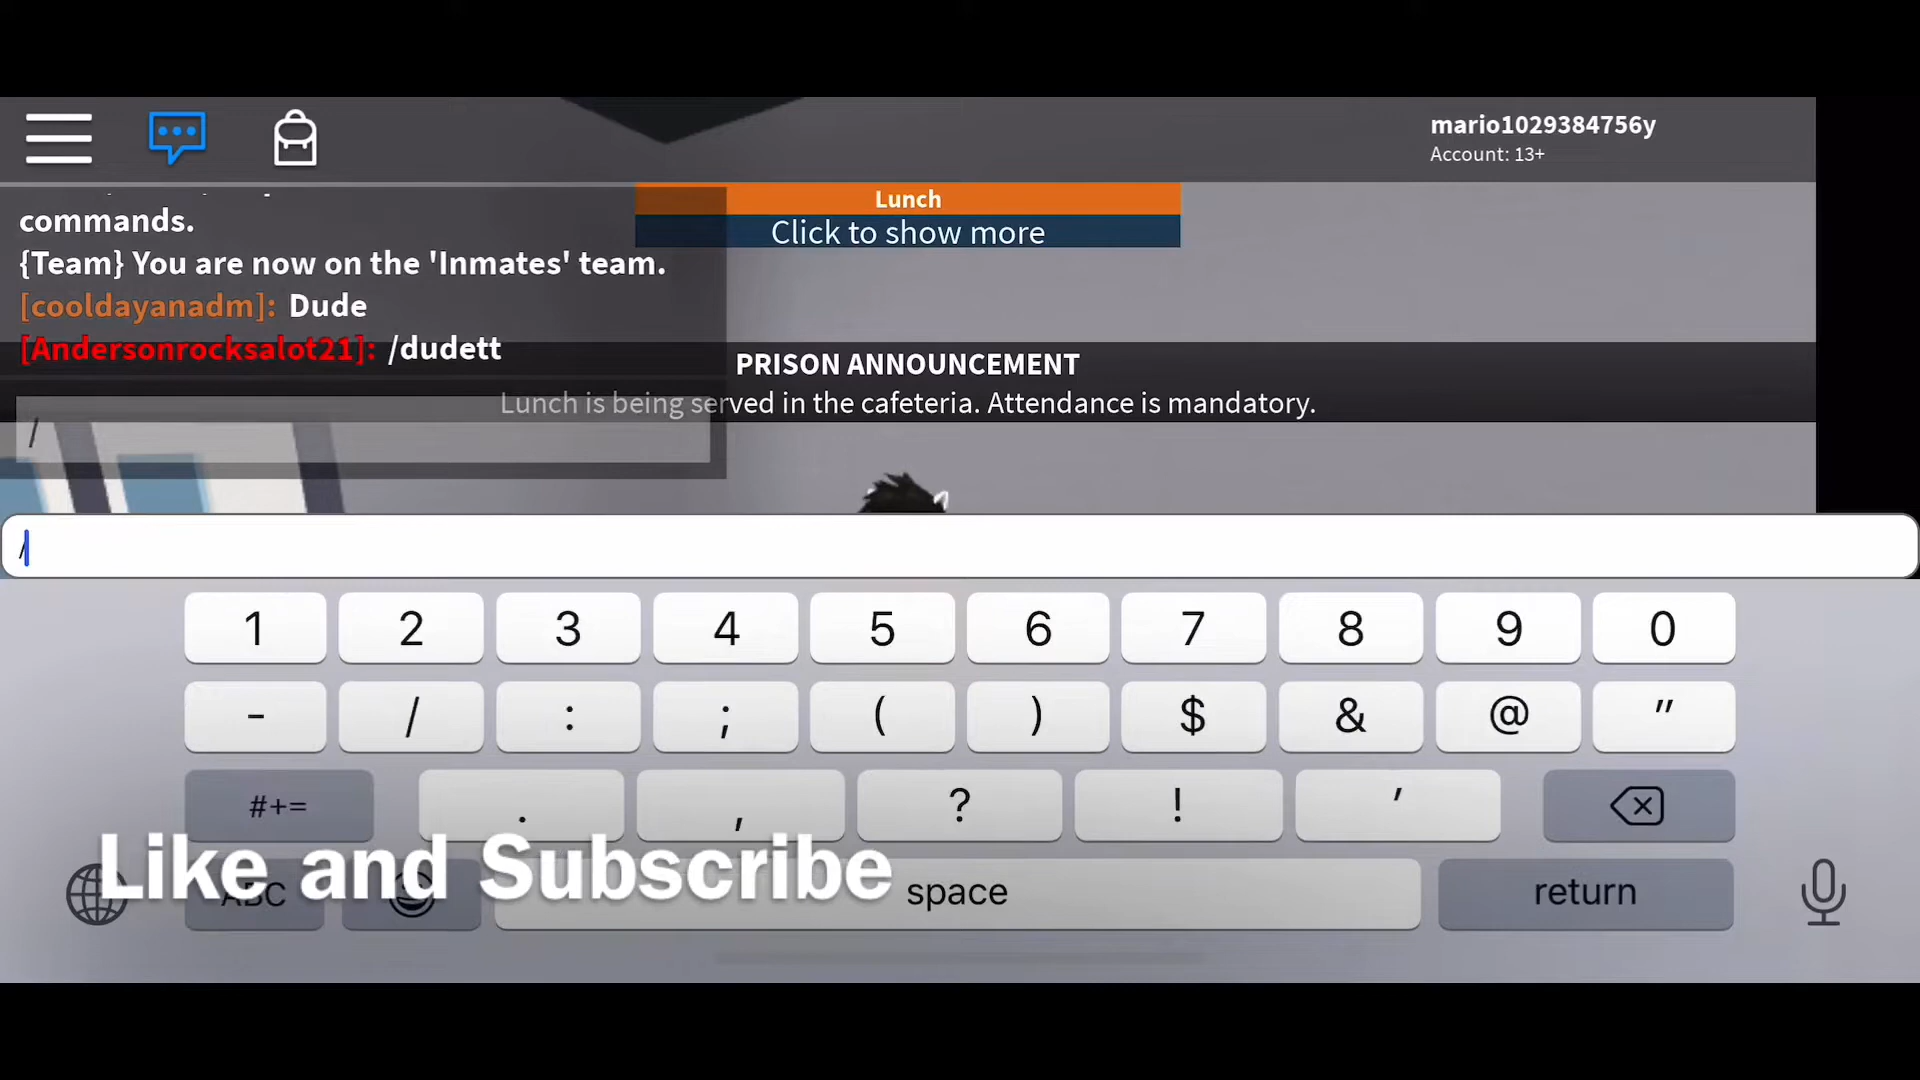 mario1029384756y
Account: 13+
Lunch
Click to show more
commands.
{Team} You are now on the 'Inmates' team.
[cooldayanadm]: Dude
[Andersonrocksalot21]: /dudett
PRISON ANNOUNCEMENT
Lunch is being served in the cafeteria. Attendance is mandatory.
/
/
1 2 3 4 5 6 7 8 9 0
- / : ; ( ) $ & @ "
#+= . , ? ! '
Like and Subscribe
ABC space return